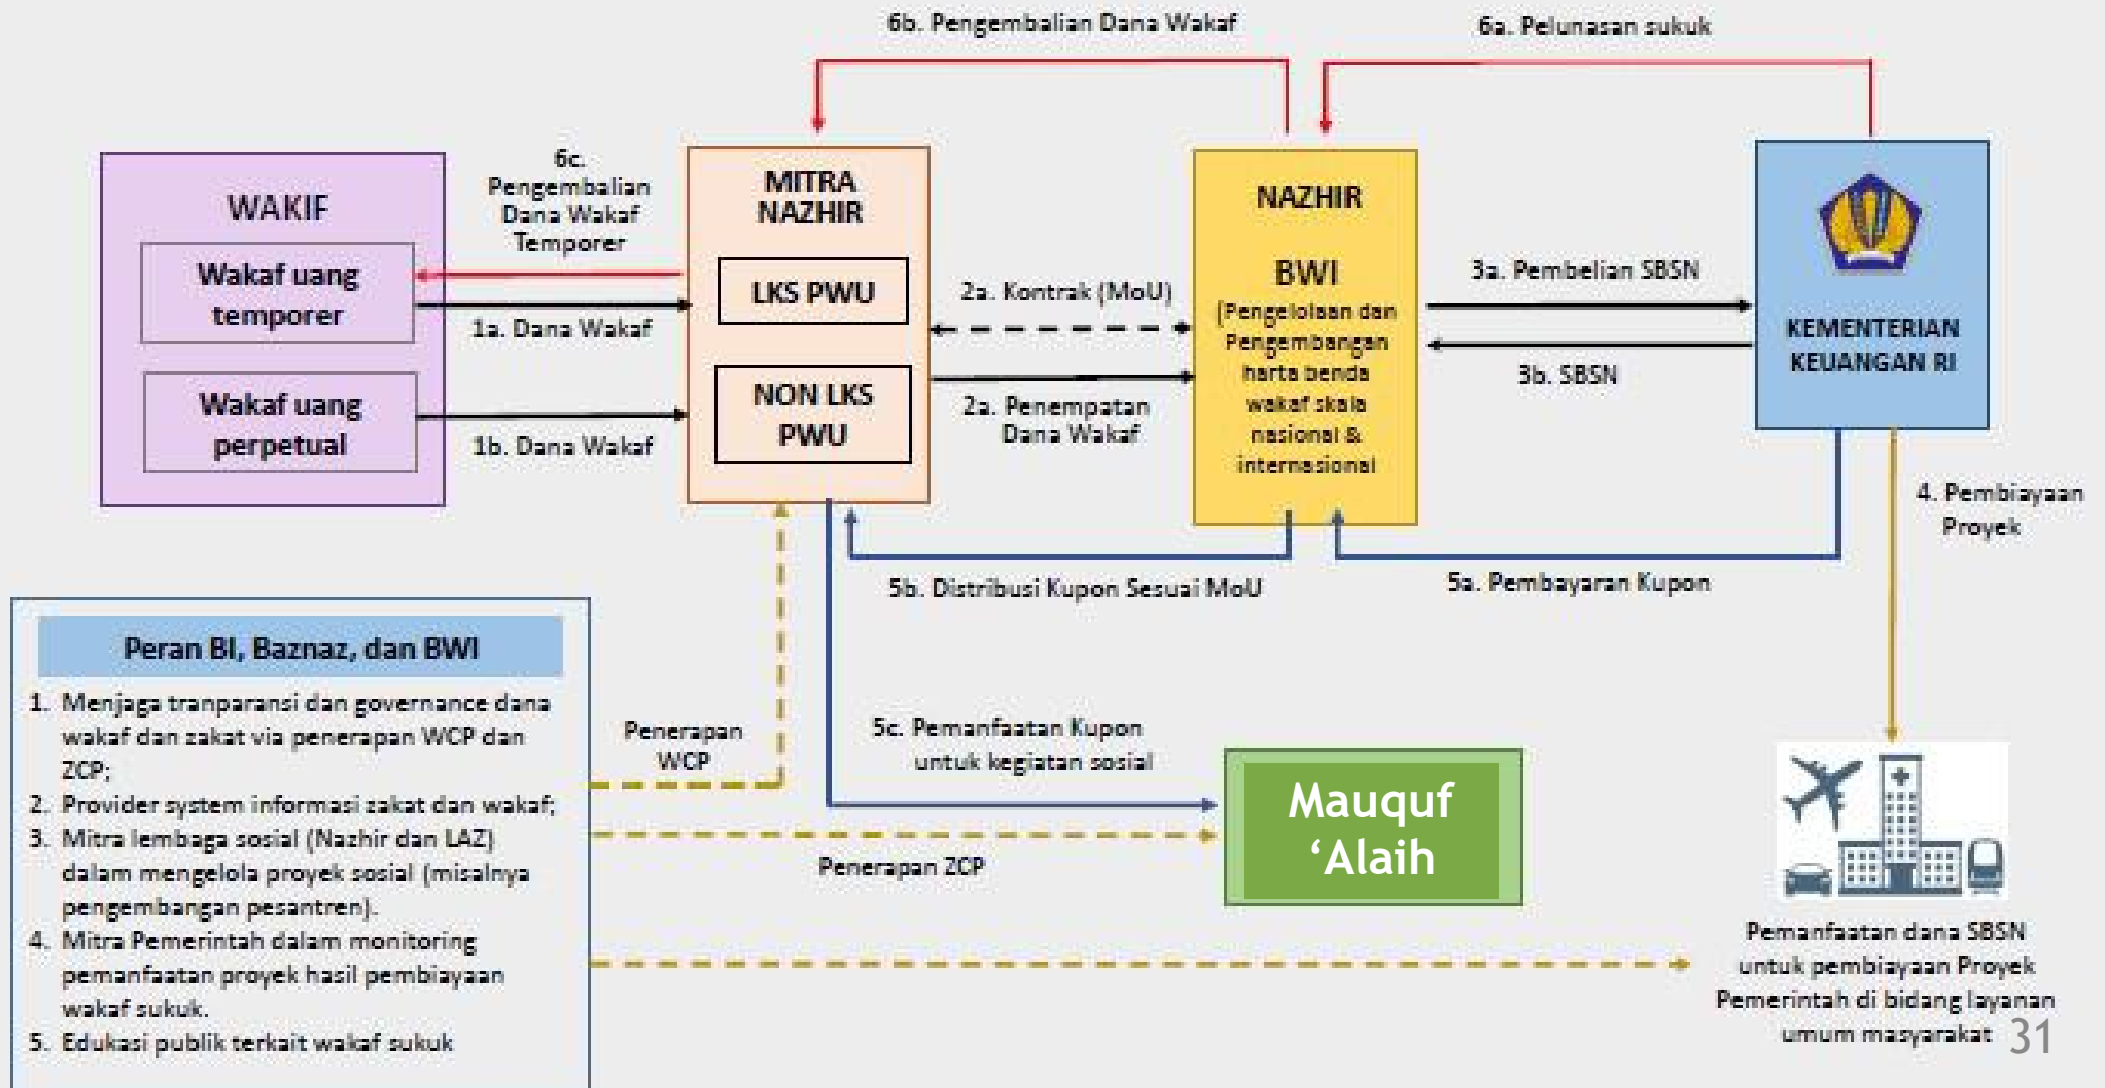 6b. Pengembalian Dana Wakaf
6a. Pelunasan sukuk
WAKIF
Wakaf uang
temporer
Wakaf uang
perpetual
6c.
Pengembalian
Dana Wakaf
Temporer
1a. Dana Wakaf
1b. Dana Wakaf
MITRA
NAZHIR
LKS PWU
NON LKS
PWU
2a. Kontrak (MoU)
2a. Penempatan
Dana Wakaf
NAZHIR
BWI
(Pengelolaan dan
Pengembangan
harta benda
wakaf skala
nasional &
internasional
3a. Pembelian SBSN
3b. SBSN
KEMENTERIAN
KEUANGAN RI
4. Pembiayaan
Proyek
5b. Distribusi Kupon Sesuai MoU
5a. Pembayaran Kupon
Peran BI, Baznaz, dan BWI
1. Menjaga tranparansi dan governance dana
wakaf dan zakat via penerapan WCP dan
ZCP;
2. Provider system informasi zakat dan wakaf;
3. Mitra lembaga sosial (Nazhir dan LAZ)
dalam mengelola proyek sosial (misalnya
pengembangan pesantren).
4. Mitra Pemerintah dalam monitoring
pemanfaatan proyek hasil pembiayaan
wakaf sukuk.
5. Edukasi publik terkait wakaf sukuk
Penerapan
WCP
5c. Pemanfaatan Kupon
untuk kegiatan sosial
Penerapan ZCP
Mauquf
‘Alaih
Pemanfaatan dana SBSN
untuk pembiayaan Proyek
Pemerintah di bidang layanan
umum masyarakat
31